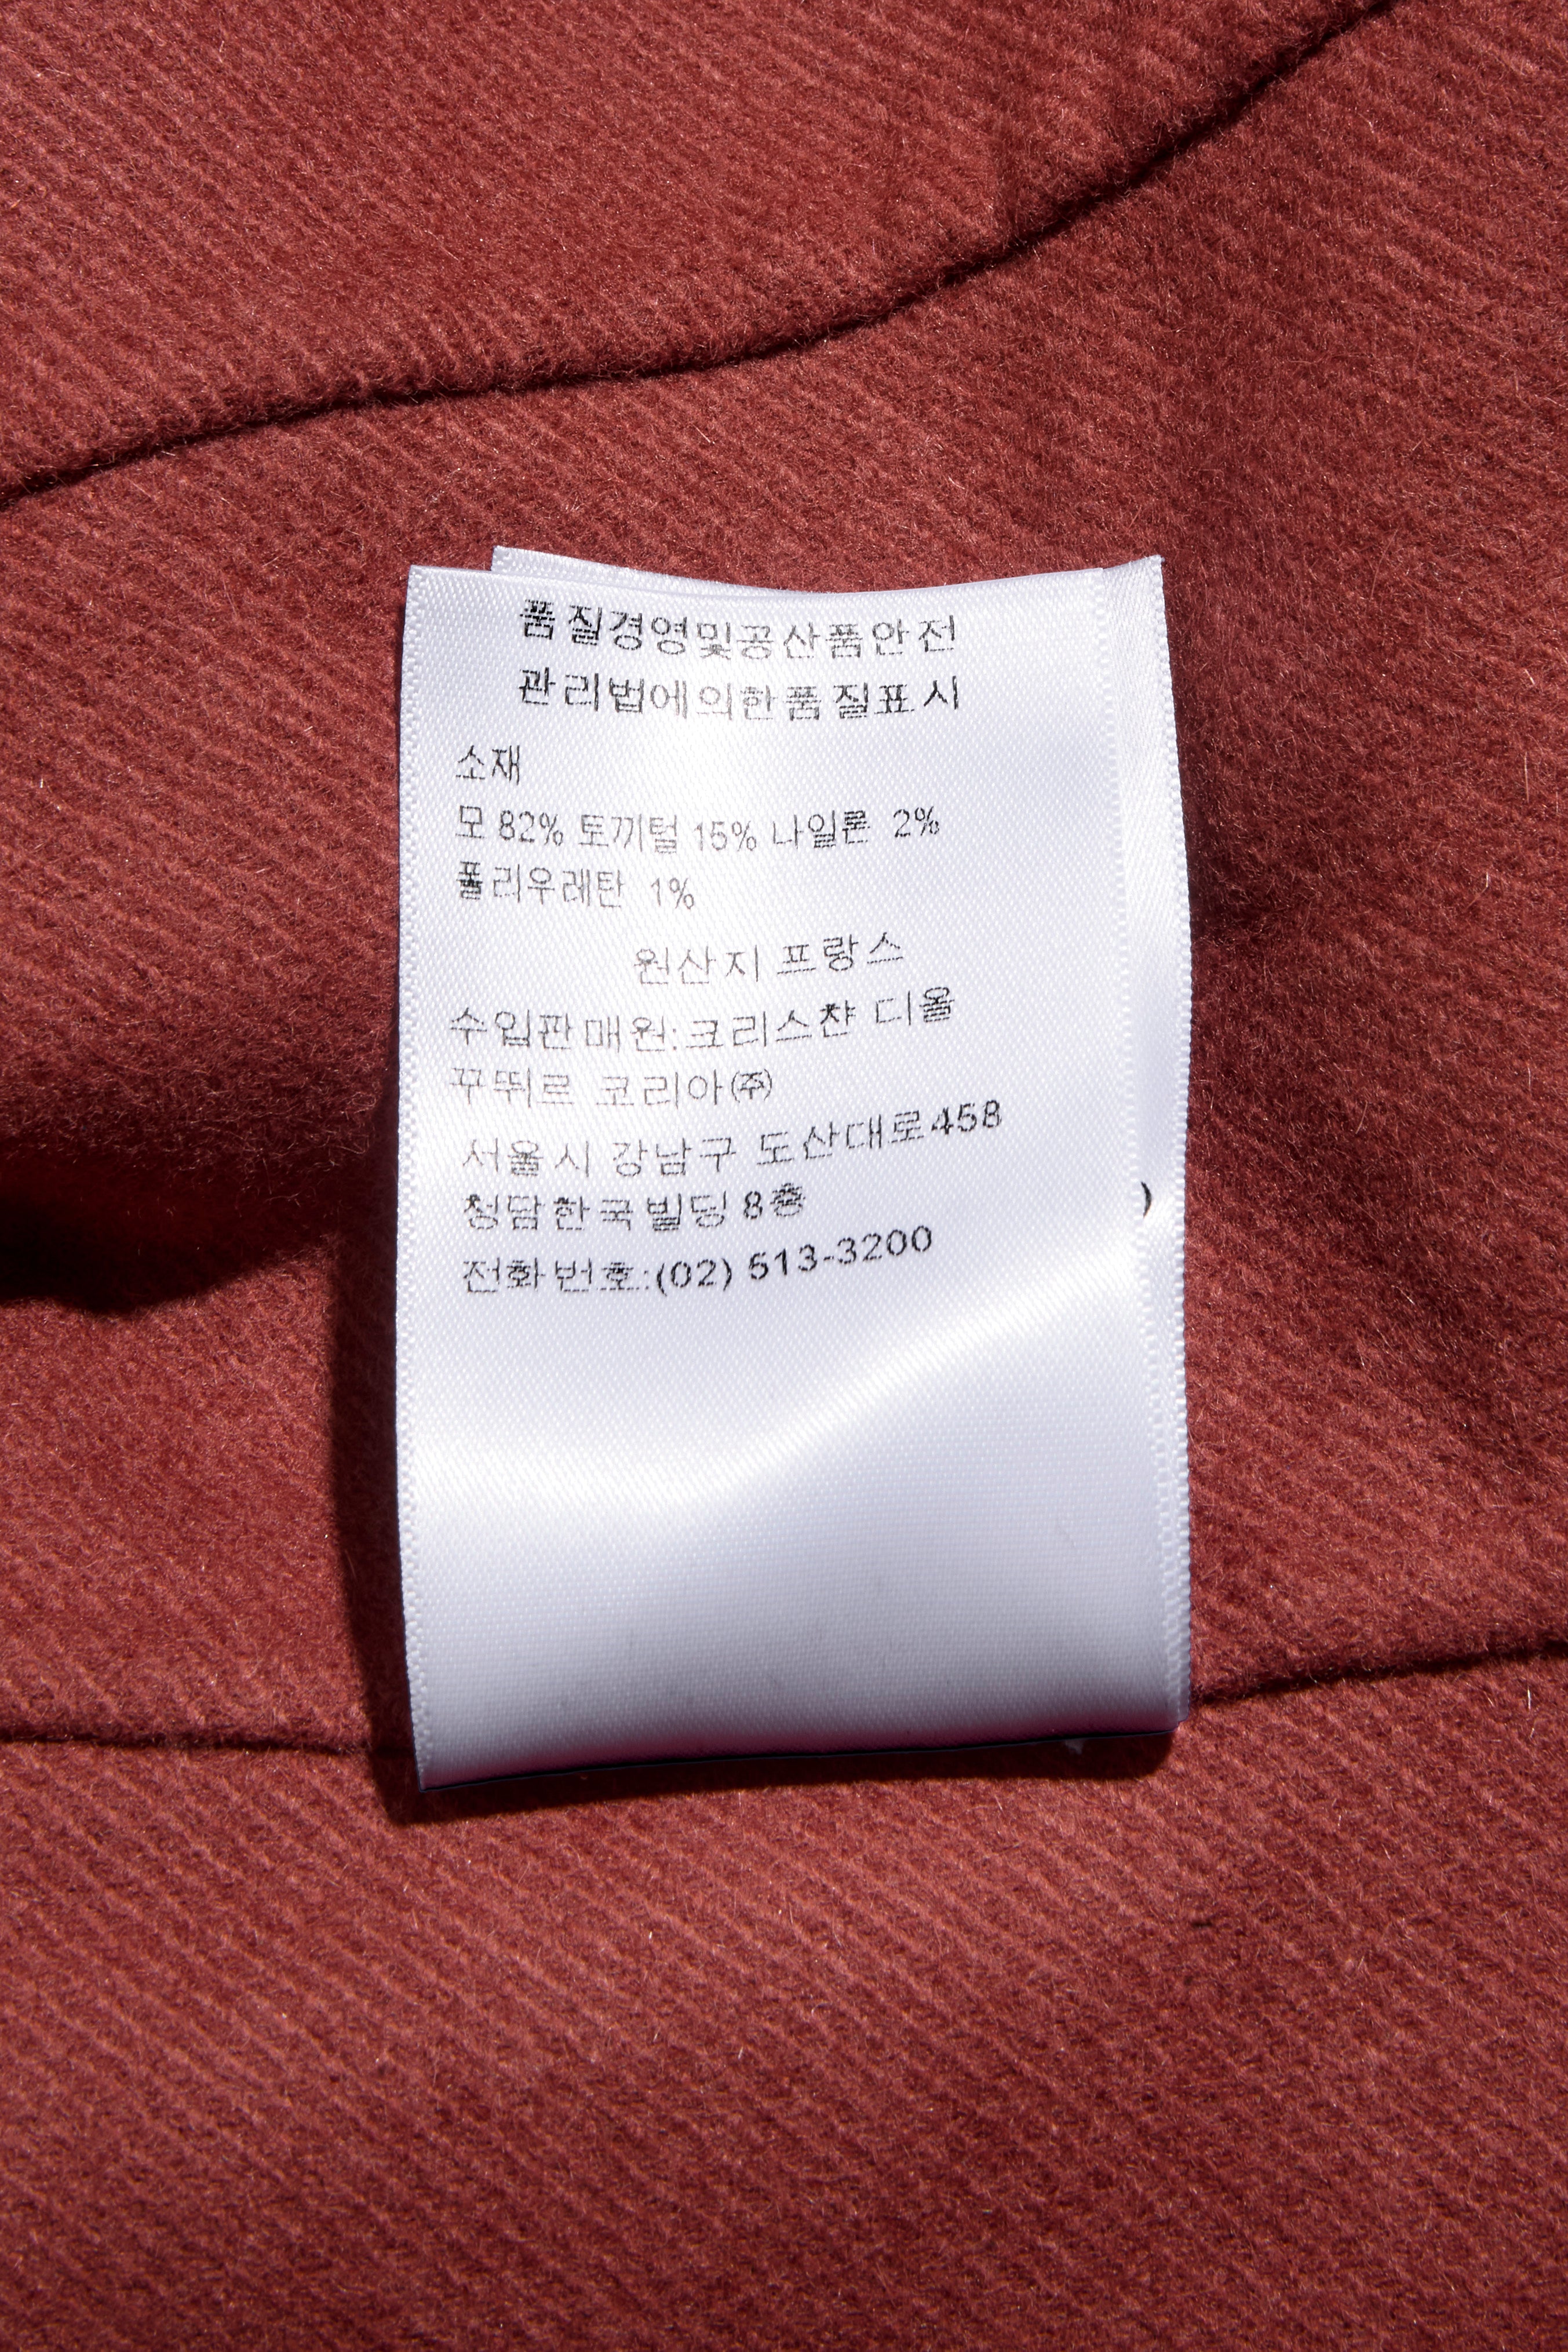 품질경영및공산품안전
관리법에의한품질표시
소재
모 82% 토끼털 15% 나일론 2%
폴리우레탄 1%
원산지 프랑스
수입판매원:크리스챤 디올
꾸뛰르 코리아㈜
서울시 강남구 도산대로458
청담한국빌딩 8층
전화번호:(02) 513-3200
)